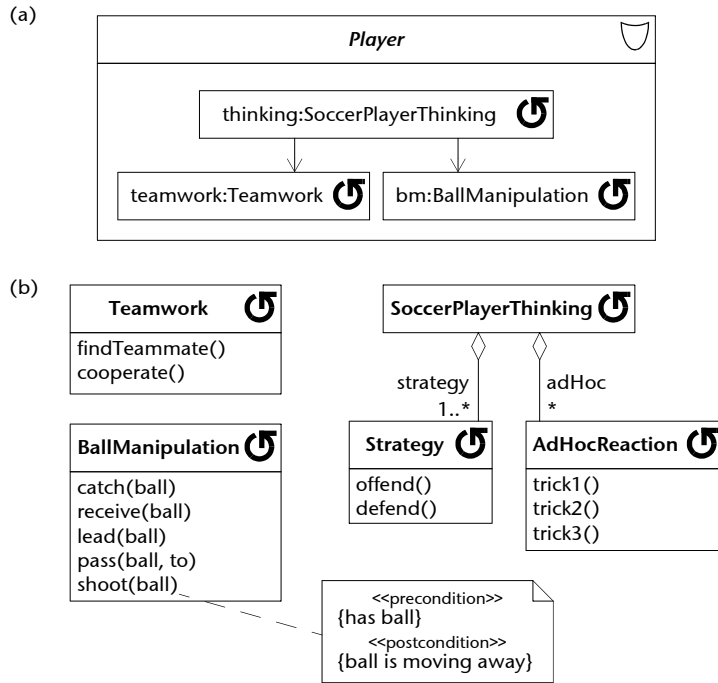 (a)
Player
thinking:SoccerPlayerThinking
teamwork:Teamwork
bm:BallManipulation
(b)
Teamwork
findTeammate()
cooperate()
SoccerPlayerThinking
strategy
1..*
adHoc
*
BallManipulation
catch(ball)
receive(ball)
lead(ball)
pass(ball, to)
shoot(ball)
Strategy
offend()
defend()
AdHocReaction
trick1()
trick2()
trick3()
<<precondition>>
{has ball}
<<postcondition>>
{ball is moving away}